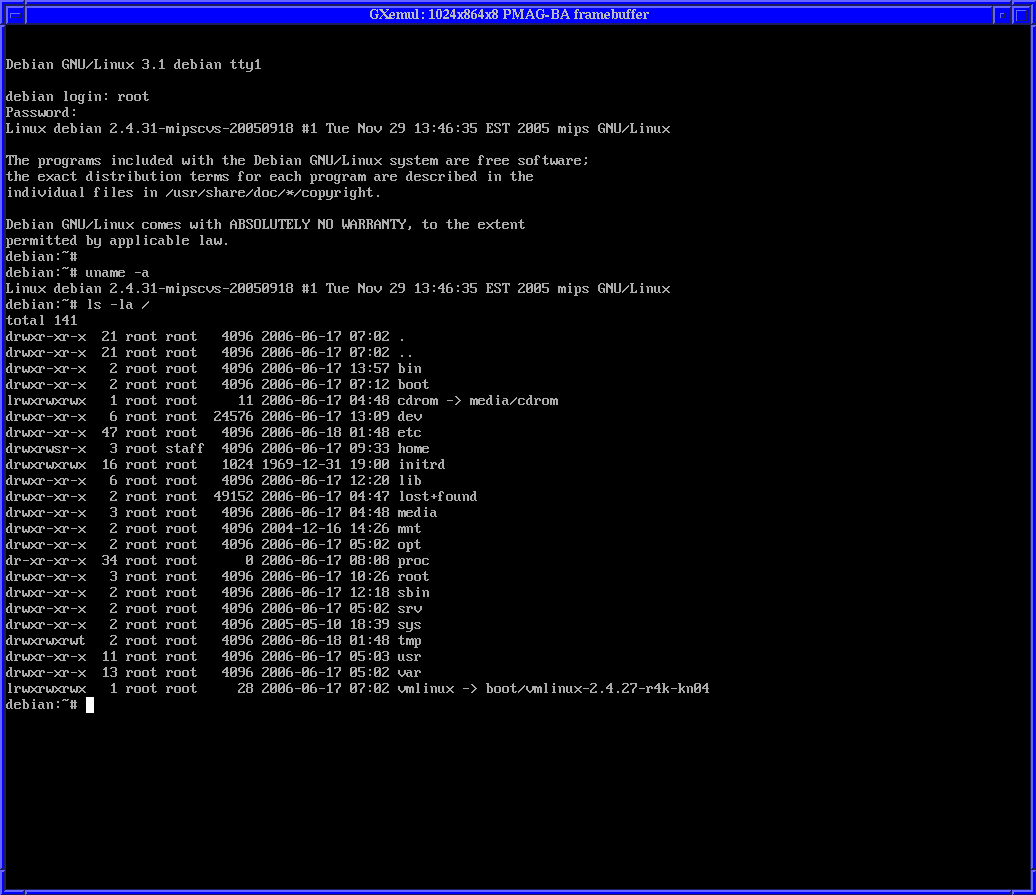 GXemul: 1024x864x8 PMAG-BA framebuffer
Debian GNU/Linux 3.1 debian tty1
debian login: root
Password:
Linux debian 2.4.31-mipscvs-20050918 #1 Tue Nov 29 13:46:35 EST 2005 mips GNU/Linux
The programs included with the Debian GNU/Linux system are free software;
the exact distribution terms for each program are described in the
individual files in /usr/share/doc/*/copyright.
Debian GNU/Linux comes with ABSOLUTELY NO WARRANTY, to the extent
permitted by applicable law.
debian:~#
debian:~# uname -a
Linux debian 2.4.31-mipscvs-20050918 #1 Tue Nov 29 13:46:35 EST 2005 mips GNU/Linux
debian:~# ls -la /
total 141
drwxr-xr-x  21 root root   4096 2006-06-17 07:02 .
drwxr-xr-x  21 root root   4096 2006-06-17 07:02 ..
drwxr-xr-x   2 root root   4096 2006-06-17 13:57 bin
drwxr-xr-x   2 root root   4096 2006-06-17 07:12 boot
lrwxrwxrwx   1 root root     11 2006-06-17 04:48 cdrom -> media/cdrom
drwxr-xr-x   6 root root  24576 2006-06-17 13:09 dev
drwxr-xr-x  47 root root   4096 2006-06-18 01:48 etc
drwxrwsr-x   3 root staff  4096 2006-06-17 09:33 home
drwxrwxrwx  16 root root   1024 1969-12-31 19:00 initrd
drwxr-xr-x   6 root root   4096 2006-06-17 12:20 lib
drwxr-xr-x   2 root root  49152 2006-06-17 04:47 lost+found
drwxr-xr-x   3 root root   4096 2006-06-17 04:48 media
drwxr-xr-x   2 root root   4096 2004-12-16 14:26 mnt
drwxr-xr-x   2 root root   4096 2006-06-17 05:02 opt
dr-xr-xr-x  34 root root      0 2006-06-17 08:08 proc
drwxr-xr-x   3 root root   4096 2006-06-17 10:26 root
drwxr-xr-x   2 root root   4096 2006-06-17 12:18 sbin
drwxr-xr-x   2 root root   4096 2006-06-17 05:02 srv
drwxr-xr-x   2 root root   4096 2005-05-10 18:39 sys
drwxrwxrwt   2 root root   4096 2006-06-18 01:48 tmp
drwxr-xr-x  11 root root   4096 2006-06-17 05:03 usr
drwxr-xr-x  13 root root   4096 2006-06-17 05:02 var
lrwxrwxrwx   1 root root     28 2006-06-17 07:02 vmlinux -> boot/vmlinux-2.4.27-r4k-kn04
debian:~#